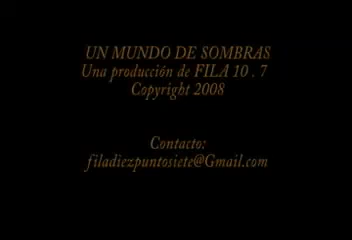 UN MUNDO DE SOMBRAS
Una producción de FILA 10 . 7
Copyright 2008
Contacto:
filadiezpuntosiete@Gmail.com